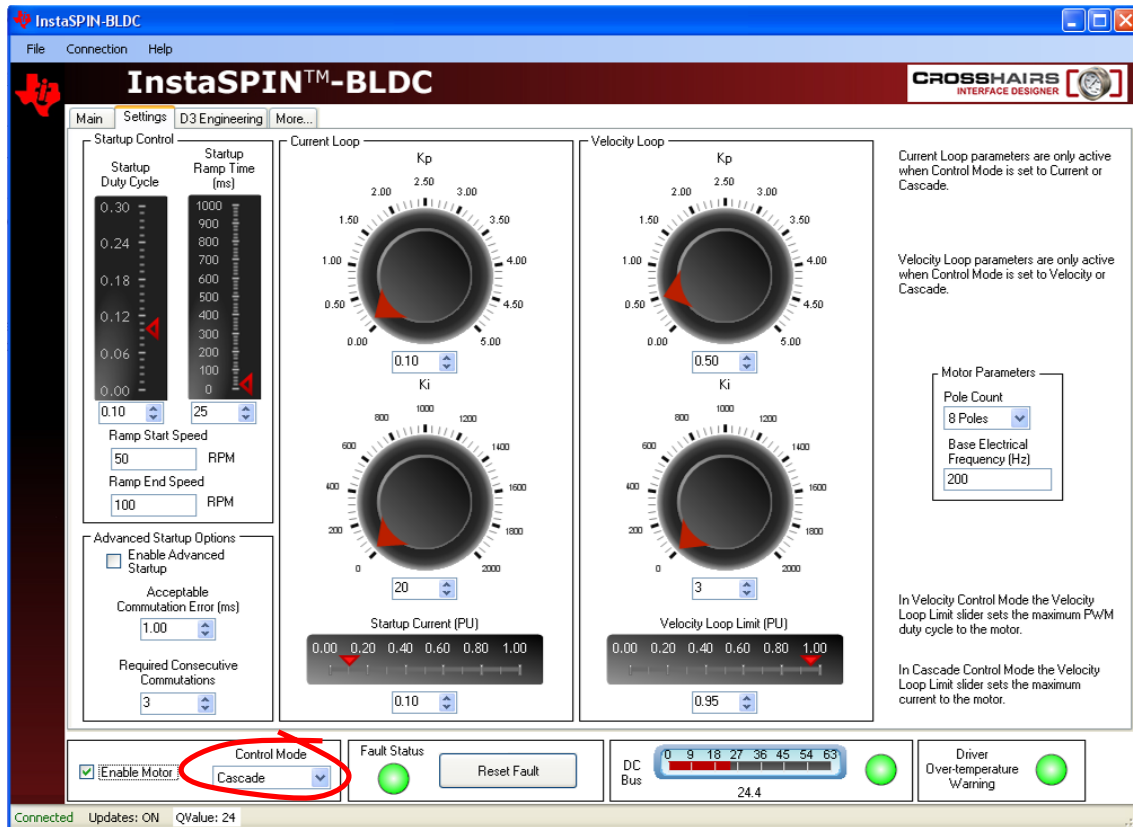 InstaSPIN-BLDC
File Connection Help
InstaSPIN™-BLDC
CROSSHAIRS
INTERFACE DESIGNER
Main Settings D3 Engineering More...
Startup Control
Startup
Duty Cycle
Startup
Ramp Time
(ms)
0.30
0.24
0.18
0.12
0.06
0.00
1000
900
800
700
600
500
400
300
200
100
0
0.10
25
Ramp Start Speed
50 RPM
Ramp End Speed
100 RPM
Advanced Startup Options
Enable Advanced
Startup
Acceptable
Commutation Error (ms)
1.00
Required Consecutive
Commutations
3
Current Loop
Kp
0.00 0.50 1.00 1.50 2.00 2.50 3.00 3.50 4.00 4.50 5.00
0.10
Ki
0 200 400 600 800 1000 1200 1400 1600 1800 2000
20
Startup Current (PU)
0.00 0.20 0.40 0.60 0.80 1.00
0.10
Velocity Loop
Kp
0.00 0.50 1.00 1.50 2.00 2.50 3.00 3.50 4.00 4.50 5.00
0.50
Ki
0 200 400 600 800 1000 1200 1400 1600 1800 2000
3
Velocity Loop Limit (PU)
0.00 0.20 0.40 0.60 0.80 1.00
0.95
Current Loop parameters are only active
when Control Mode is set to Current or
Cascade.
Velocity Loop parameters are only active
when Control Mode is set to Velocity or
Cascade.
Motor Parameters
Pole Count
8 Poles
Base Electrical
Frequency (Hz)
200
In Velocity Control Mode the Velocity
Loop Limit slider sets the maximum PWM
duty cycle to the motor.
In Cascade Control Mode the Velocity
Loop Limit slider sets the maximum
current to the motor.
Enable Motor
Control Mode
Cascade
Fault Status
Reset Fault
DC
Bus
0 9 18 27 36 45 54 63
24.4
Driver
Over-temperature
Warning
Connected Updates: ON QValue: 24